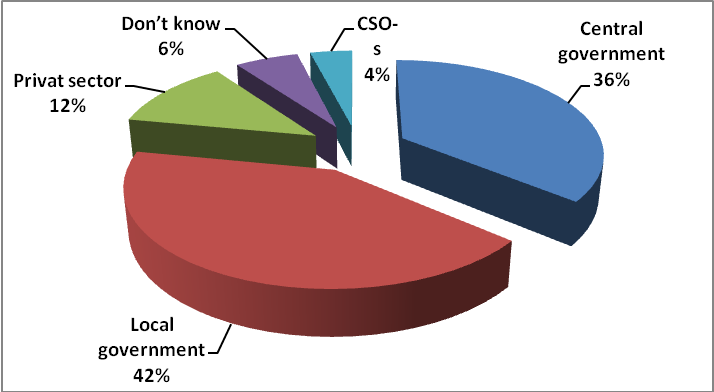 Don't know
6%
CSO-
s
4%
Central
government
36%
Privat sector
12%
Local
government
42%